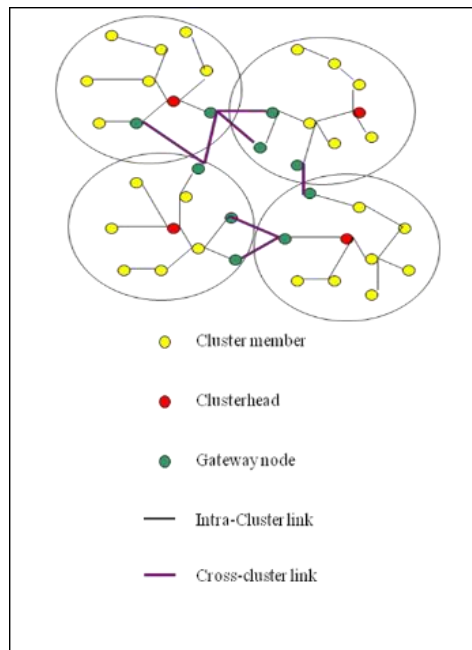 Cluster member
Clusterhead
Gateway node
Intra-Cluster link
Cross-cluster link